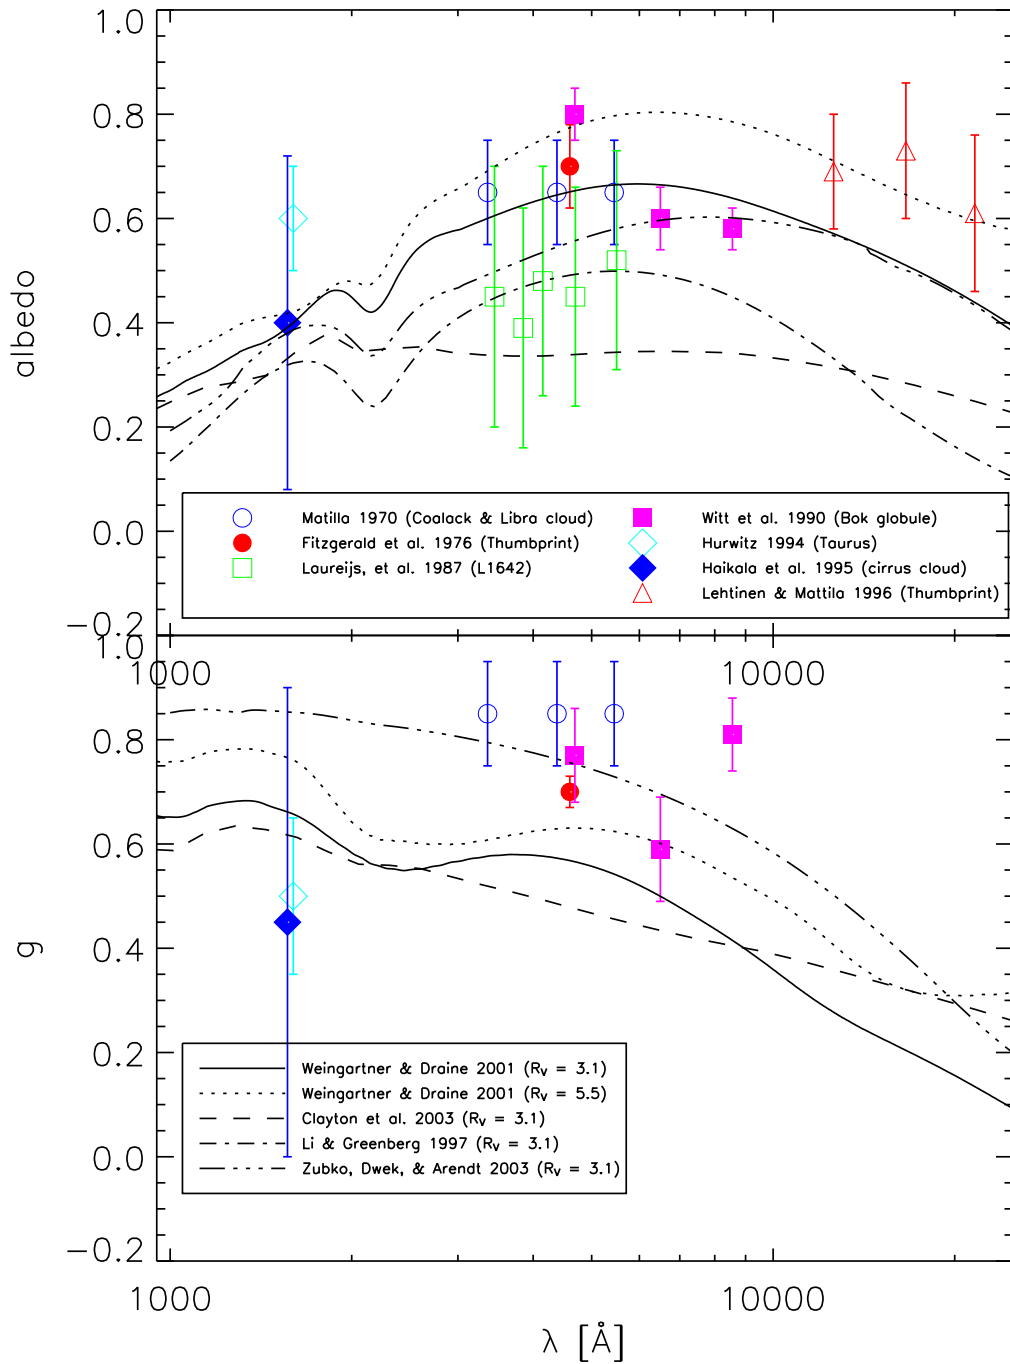 1.0
0.8
0.6
0.4
0.2
0.0
−0.2
albedo
Matilla 1970 (Coalack & Libra cloud)
Fitzgerald et al. 1976 (Thumbprint)
Laureijs, et al. 1987 (L1642)
Witt et al. 1990 (Bok globule)
Hurwitz 1994 (Taurus)
Haikala et al. 1995 (cirrus cloud)
Lehtinen & Mattila 1996 (Thumbprint)
1000
10000
1.0
0.8
0.6
0.4
0.2
0.0
−0.2
g
Weingartner & Draine 2001 (Rv = 3.1)
Weingartner & Draine 2001 (Rv = 5.5)
Clayton et al. 2003 (Rv = 3.1)
Li & Greenberg 1997 (Rv = 3.1)
Zubko, Dwek, & Arendt 2003 (Rv = 3.1)
1000
10000
λ [Å]